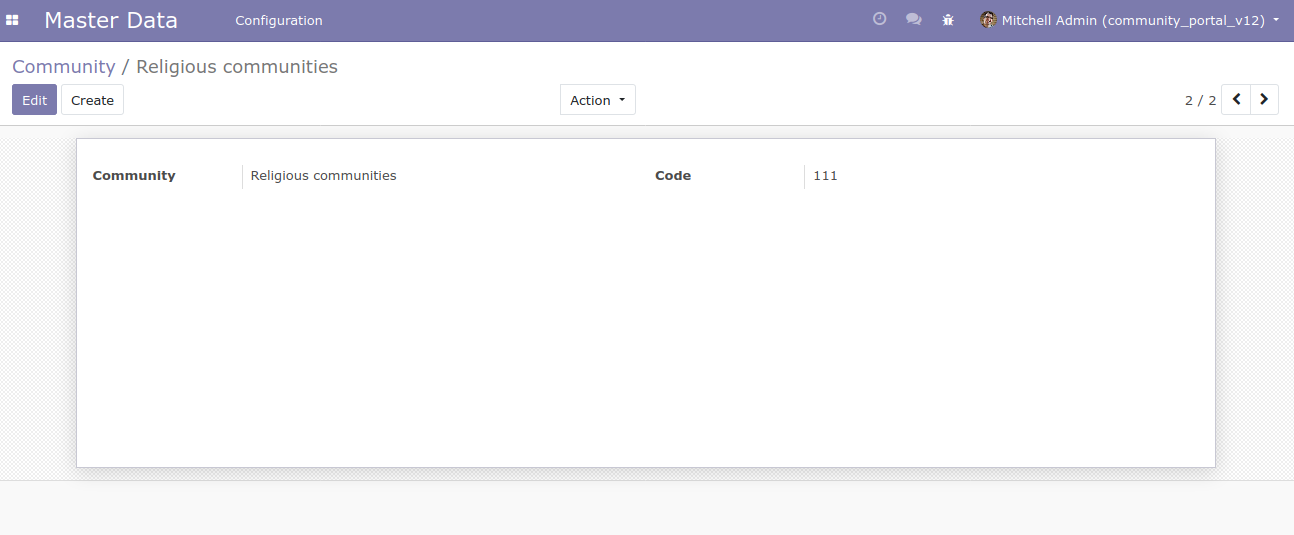 Master Data Configuration Mitchell Admin (community_portal_v12)
Community / Religious communities
Edit Create Action 2 / 2
Community Religious communities Code 111